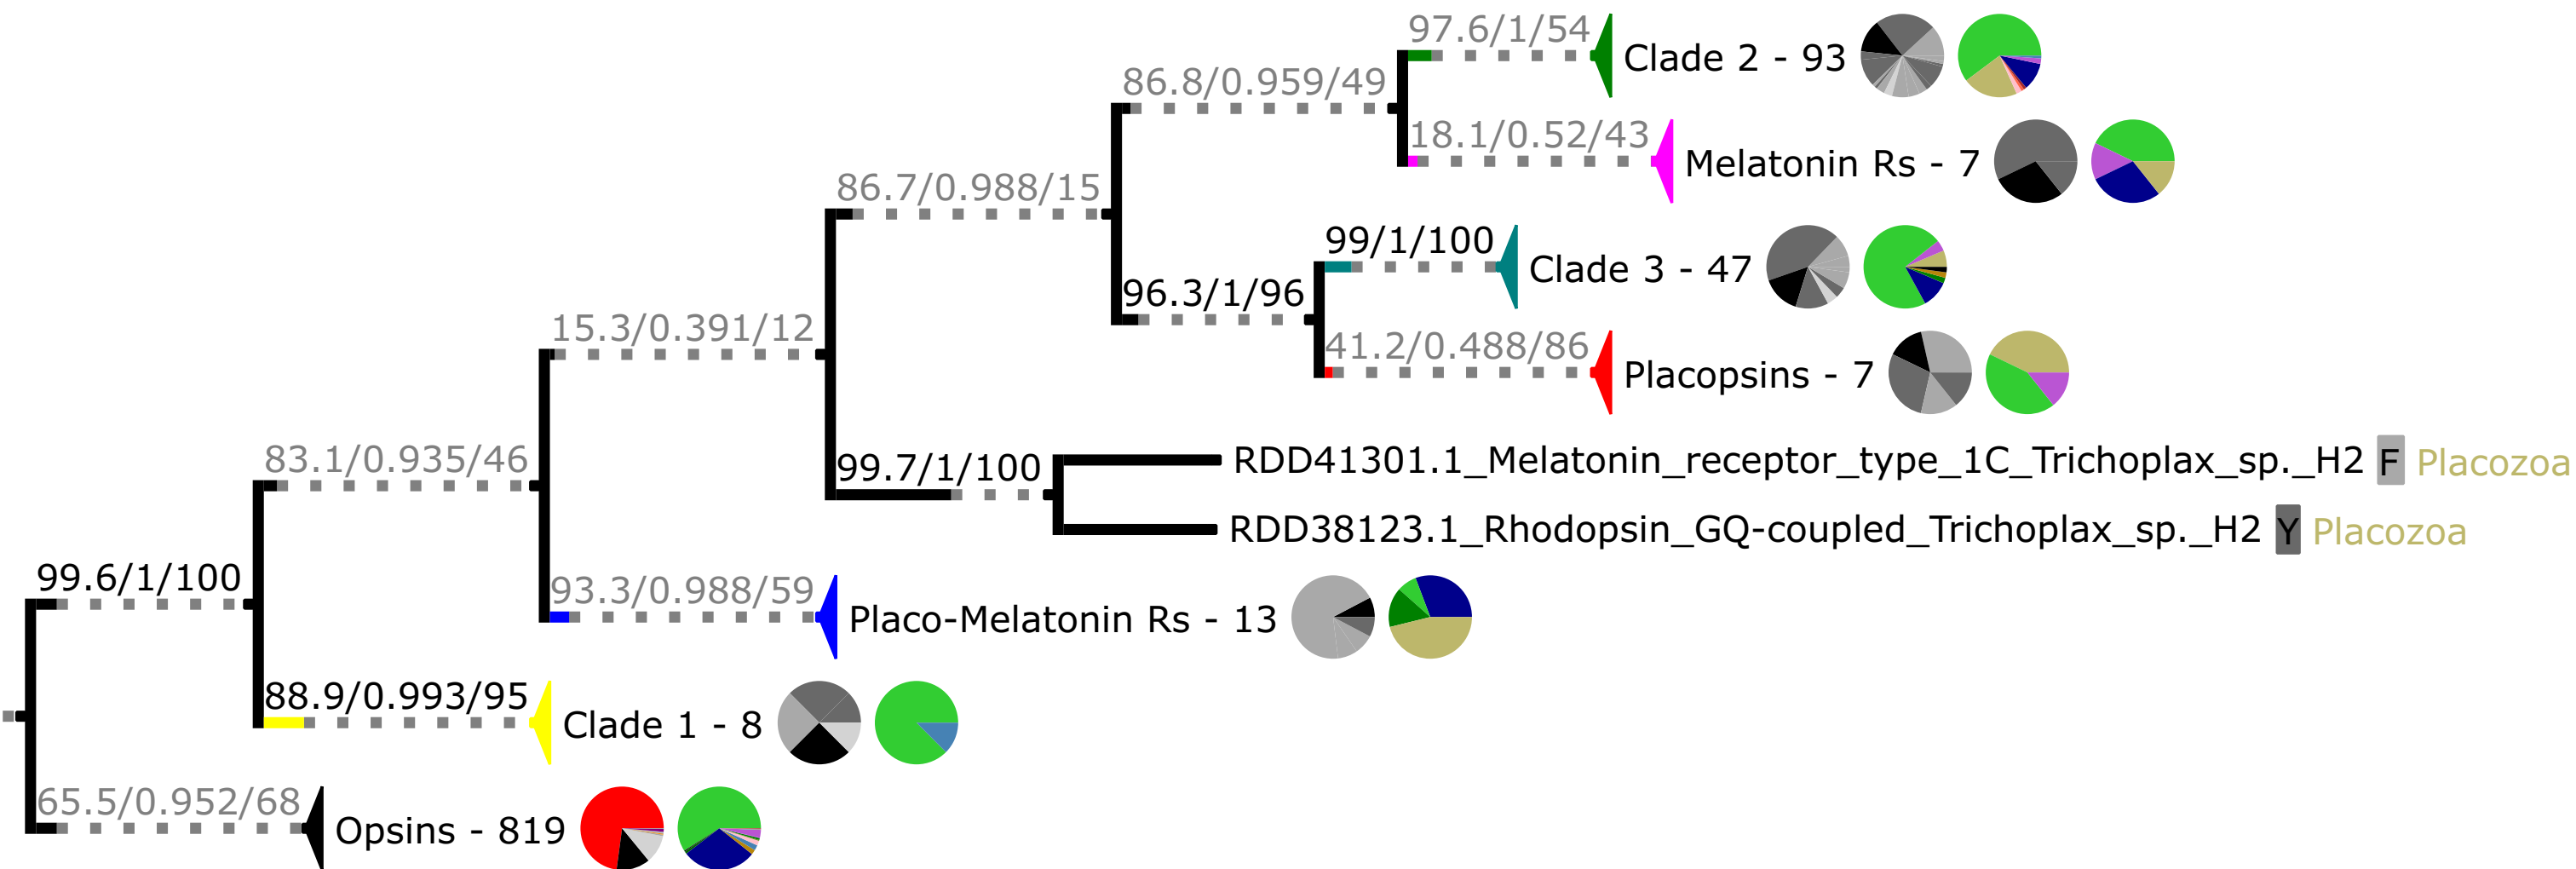 97.6/1/54
Clade 2 - 93
86.8/0.959/49
18.1/0.52/43
Melatonin Rs - 7
86.7/0.988/15
99/1/100
Clade 3 - 47
96.3/1/96
41.2/0.488/86
Placopsins - 7
15.3/0.391/12
99.7/1/100
RDD41301.1_Melatonin_receptor_type_1C_Trichoplax_sp._H2 F Placozoa
RDD38123.1_Rhodopsin_GQ-coupled_Trichoplax_sp._H2 Y Placozoa
83.1/0.935/46
93.3/0.988/59
Placo-Melatonin Rs - 13
99.6/1/100
88.9/0.993/95
Clade 1 - 8
65.5/0.952/68
Opsins - 819